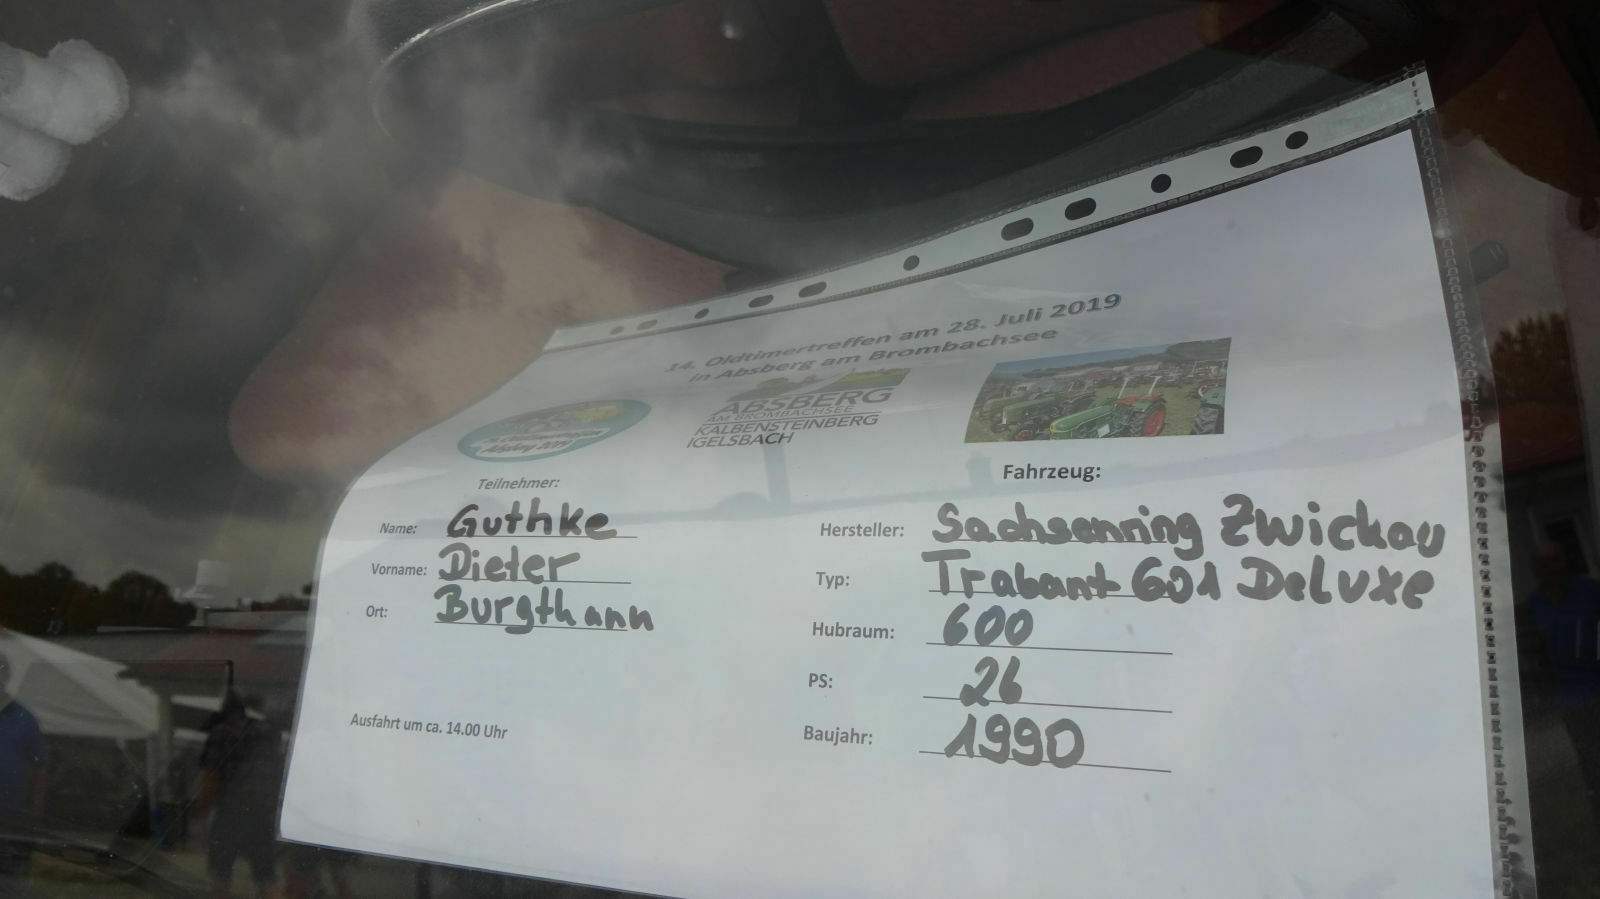 14. Oldtimertreffen am 28. Juli 2019
in Absberg am Brombachsee
Absberg 2019
ABSBERG
AM BROMBACHSEE
KALBENSTEINBERG
IGELSBACH
Teilnehmer:
Name: Guthke
Vorname: Dieter
Ort: Burgthann
Ausfahrt um ca. 14.00 Uhr
Fahrzeug:
Hersteller: Sachsenring Zwickau
Typ: Trabant 601 DeLuxe
Hubraum: 600
PS: 26
Baujahr: 1990